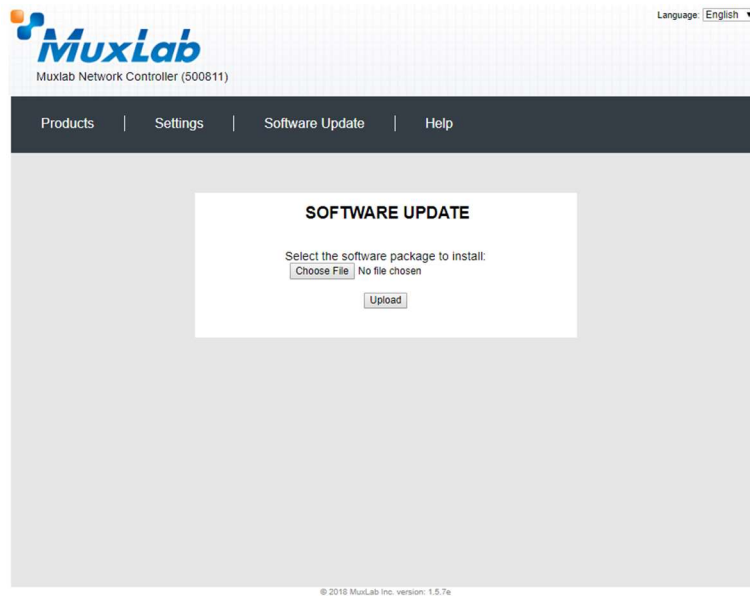 Language: English
MuxLab
Muxlab Network Controller (500811)
Products | Settings | Software Update | Help
SOFTWARE UPDATE
Select the software package to install:
Choose File No file chosen
Upload
© 2018 MuxLab Inc. version: 1.5.7e